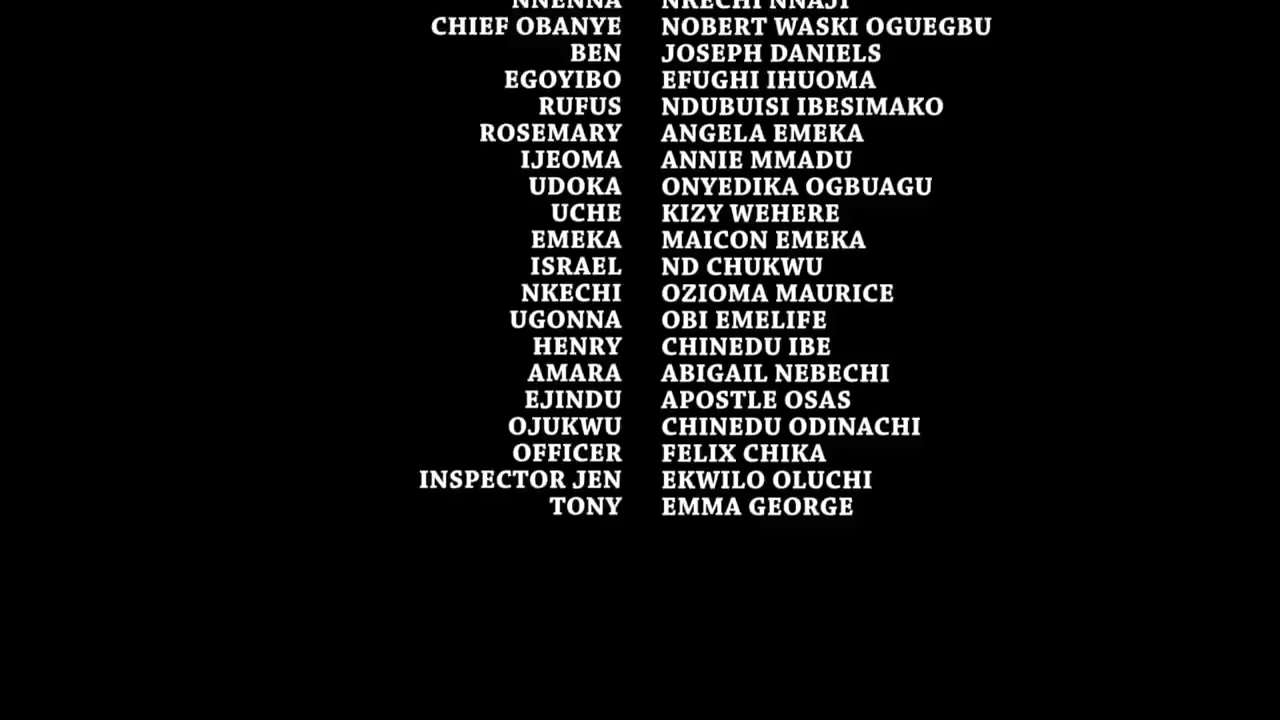 NNENNA NKECHI NNAJI
CHIEF OBANYE NOBERT WASKI OGUEGBU
BEN JOSEPH DANIELS
EGOYIBO EFUGHI IHUOMA
RUFUS NDUBUISI IBESIMAKO
ROSEMARY ANGELA EMEKA
IJEOMA ANNIE MMADU
UDOKA ONYEDIKA OGBUAGU
UCHE KIZY WEHERE
EMEKA MAICON EMEKA
ISRAEL ND CHUKWU
NKECHI OZIOMA MAURICE
UGONNA OBI EMELIFE
HENRY CHINEDU IBE
AMARA ABIGAIL NEBECHI
EJINDU APOSTLE OSAS
OJUKWU CHINEDU ODINACHI
OFFICER FELIX CHIKA
INSPECTOR JEN EKWILO OLUCHI
TONY EMMA GEORGE